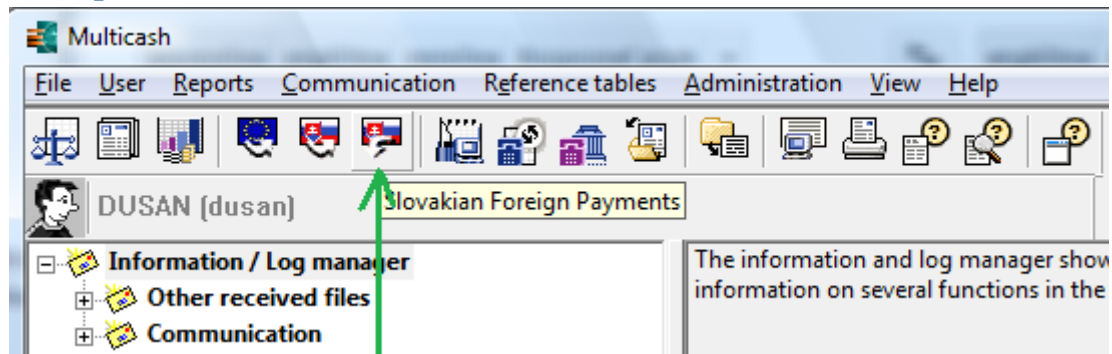 Multicash
File User Reports Communication Reference tables Administration View Help
DUSAN (dusan)
Slovakian Foreign Payments
Information / Log manager
Other received files
Communication
The information and log manager show
information on several functions in the